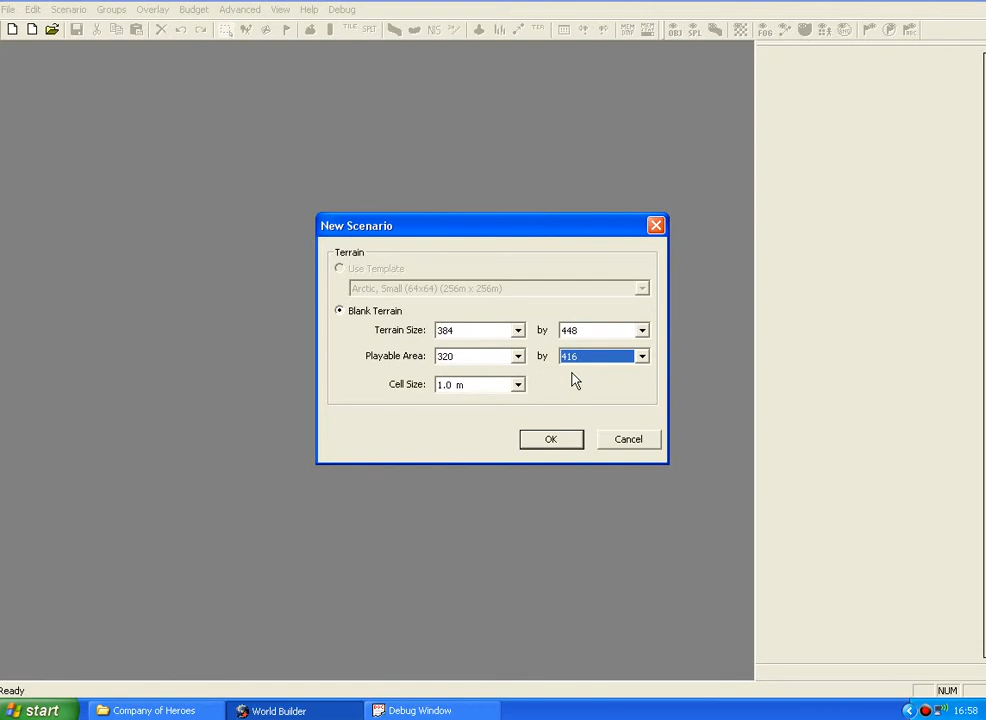 File Edit Scenario Groups Overlay Budget Advanced View Help Debug
New Scenario
Terrain
Use Template
Arctic, Small (64x64) (256m x 256m)
Blank Terrain
Terrain Size: 384 by 448
Playable Area: 320 by 416
Cell Size: 1.0 m
OK Cancel
Ready NUM
start Company of Heroes World Builder Debug Window 16:58